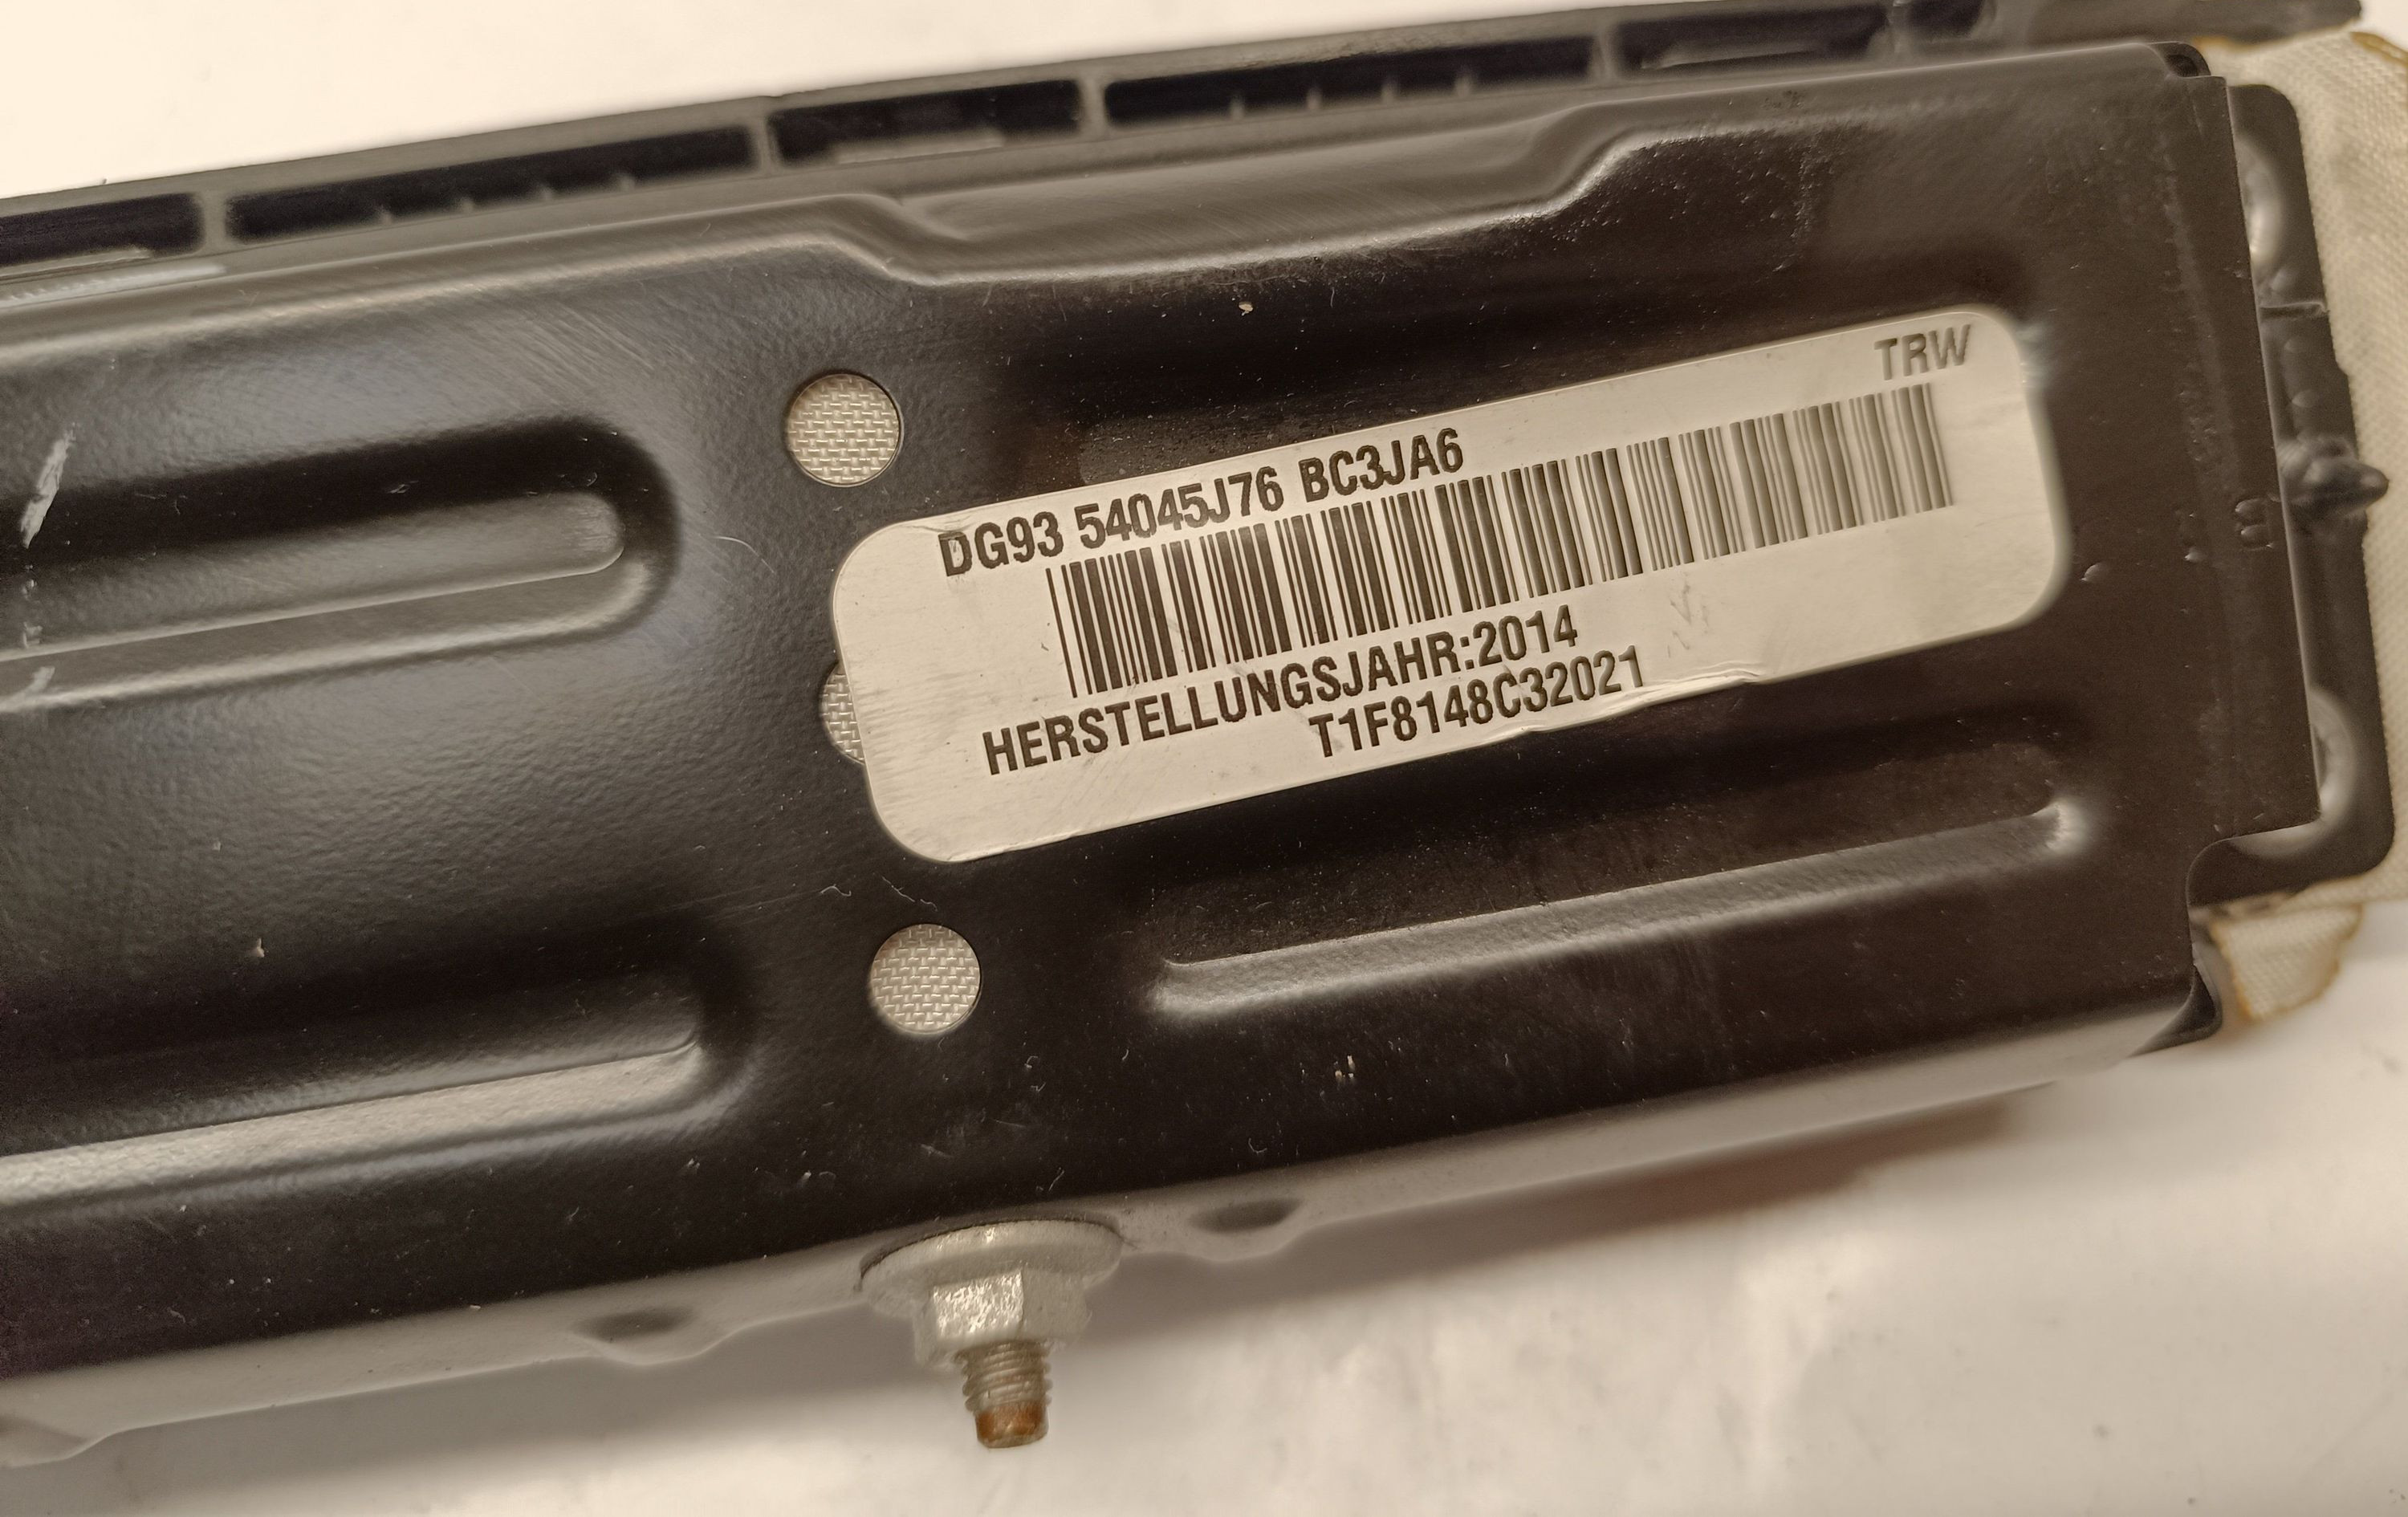 TRW
DG93 54045J76 BC3JA6
HERSTELLUNGSJAHR:2014
T1F8148C32021